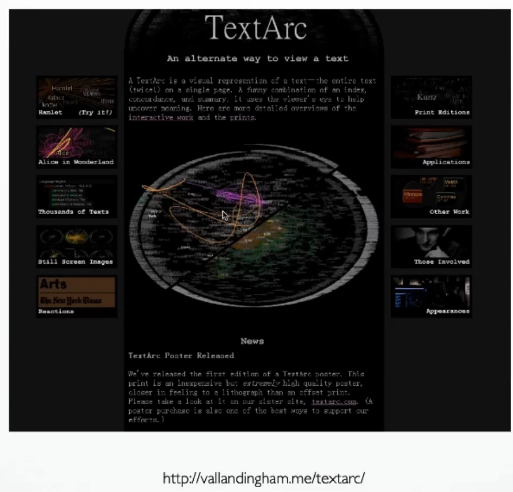 TextArc
An alternate way to view a text
A TextArc is a visual representation of a text—the entire text
(twice!) on a single page. A funny combination of an index,
concordance, and summary; it uses the viewer's eye to help
uncover meaning. Here are more detailed overviews of the
interactive work and the prints.
Hamlet (Try it!)
Alice in Wonderland
Thousands of Texts
Still Screen Images
Arts
The New York Times
Reactions
Kurtz
Print Editions
Applications
Other Work
Those Involved
Appearances
News
TextArc Poster Released
We've released the first edition of a TextArc poster. This
print is an inexpensive but extremely high quality poster,
closer in feeling to a lithograph than an offset print.
Please take a look at it on our sister site, textarc.com. (A
poster purchase is also one of the best ways to support our
efforts.)
http://vallandingham.me/textarc/